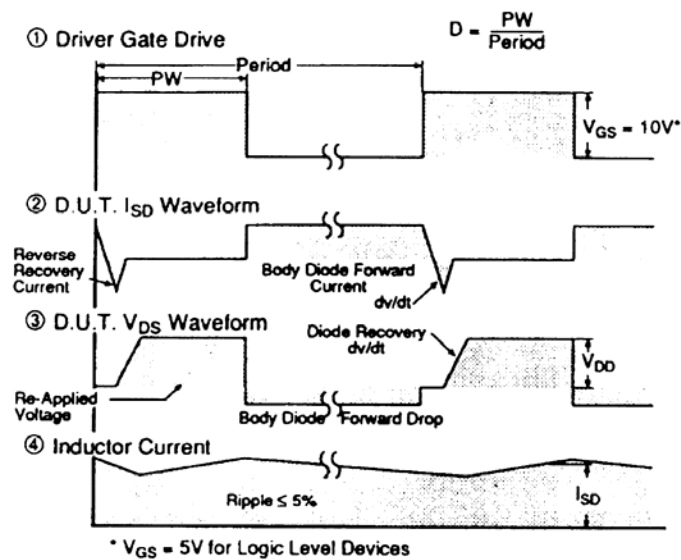 ① Driver Gate Drive
D = PW
Period
Period
PW
VGS = 10V*
② D.U.T. ISD Waveform
Reverse
Recovery
Current
Body Diode Forward
Current
dv/dt
③ D.U.T. VDS Waveform
Diode Recovery
dv/dt
VDD
Re-Applied
Voltage
Body Diode Forward Drop
④ Inductor Current
Ripple ≤ 5%
ISD
* VGS = 5V for Logic Level Devices